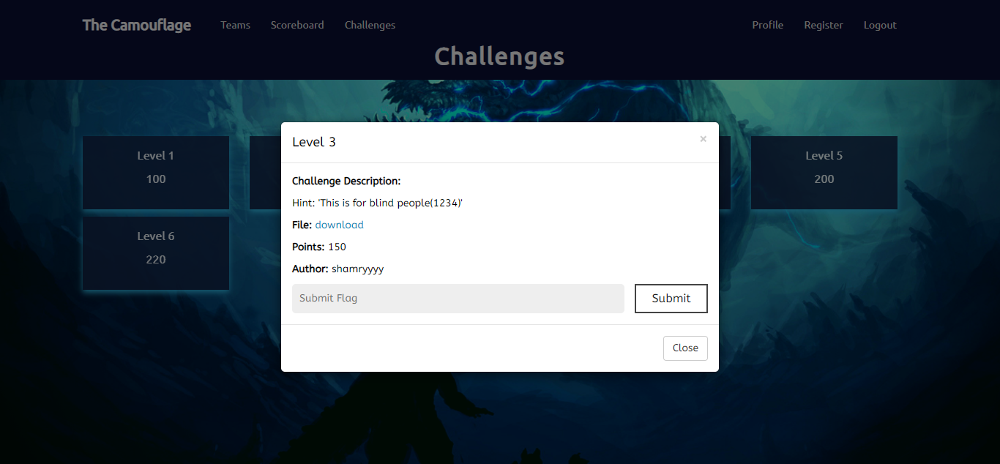 The Camouflage Teams Scoreboard Challenges Profile Register Logout
Challenges
Level 3 ×
Level 1
100
Level 5
200
Challenge Description:
Hint: 'This is for blind people(1234)'
File: download
Level 6
220
Points: 150
Author: shamryyyy
Submit Flag Submit
Close